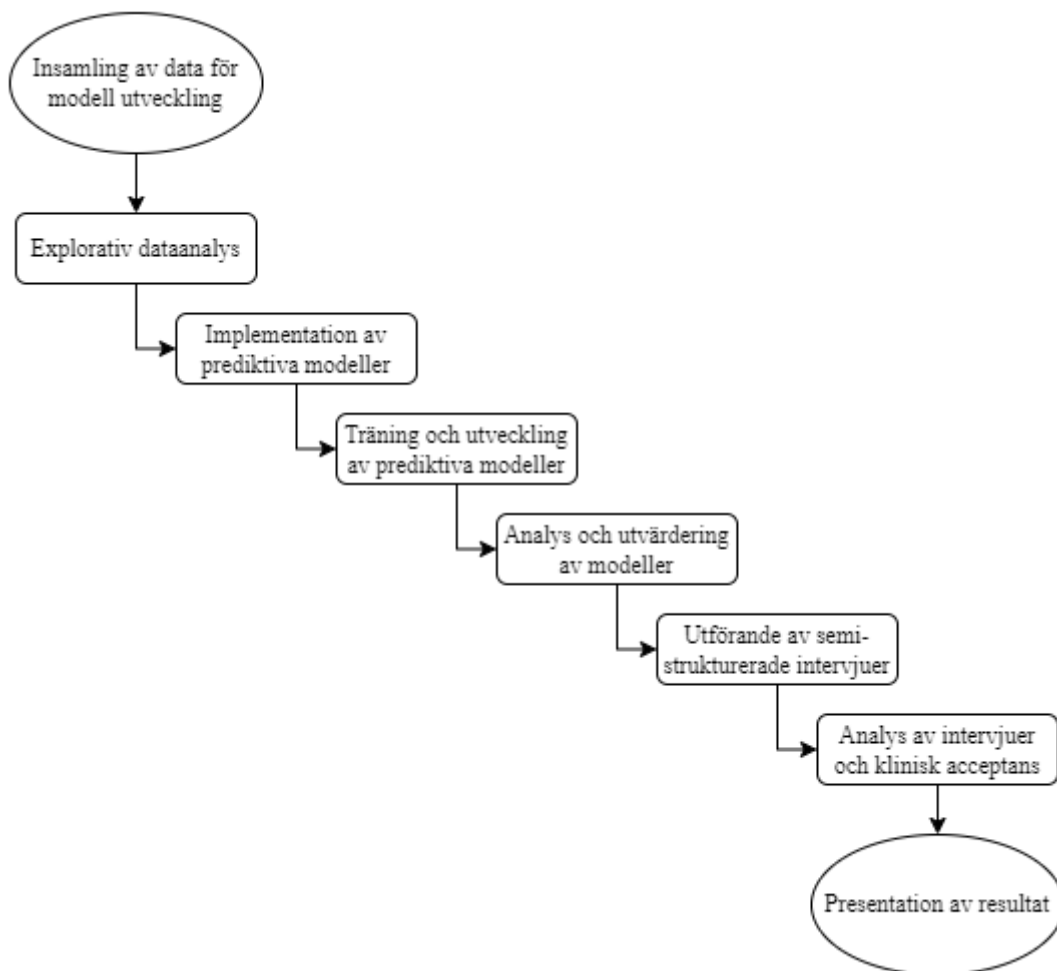 Insamling av data för
modell utveckling
Explorativ dataanalys
Implementation av
prediktiva modeller
Träning och utveckling
av prediktiva modeller
Analys och utvärdering
av modeller
Utförande av semi-
strukturerade intervjuer
Analys av intervjuer
och klinisk acceptans
Presentation av resultat